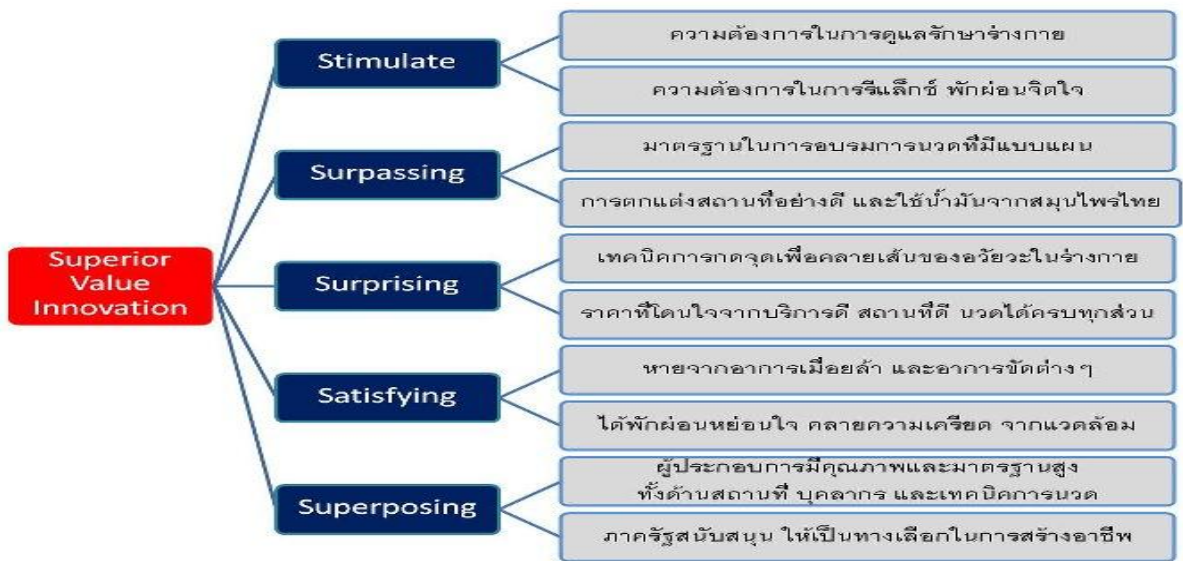 Superior
Value
Innovation
Stimulate
ความต้องการในการดูแลรักษาร่างกาย
ความต้องการในการรีแล็กซ์ พักผ่อนจิตใจ
Surpassing
มาตรฐานในการอบรมการนวดที่มีแบบแผน
การตกแต่งสถานที่อย่างดี และใช้น้ำมันจากสมุนไพรไทย
Surprising
เทคนิคการกดจุดเพื่อคลายเส้นของอวัยวะในร่างกาย
ราคาที่โดนใจจากบริการดี สถานที่ดี นวดได้ครบทุกส่วน
Satisfying
หายจากอาการเมื่อยล้า และอาการขัดต่างๆ
ได้พักผ่อนหย่อนใจ คลายความเครียด จากแวดล้อม
Superposing
ผู้ประกอบการมีคุณภาพและมาตรฐานสูง
ทั้งด้านสถานที่ บุคลากร และเทคนิคการนวด
ภาครัฐสนับสนุน ให้เป็นทางเลือกในการสร้างอาชีพ